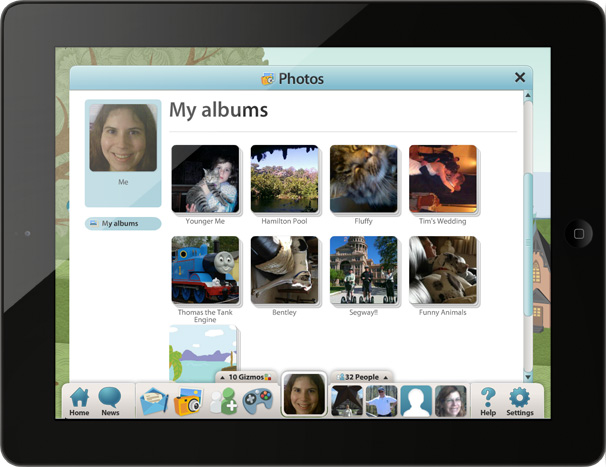 Photos
My albums
Me
My albums
Younger Me
Hamilton Pool
Fluffy
Tim's Wedding
Thomas the Tank
Engine
Bentley
Segway!!
Funny Animals
10 Gizmos
32 People
Home
News
Help
Settings